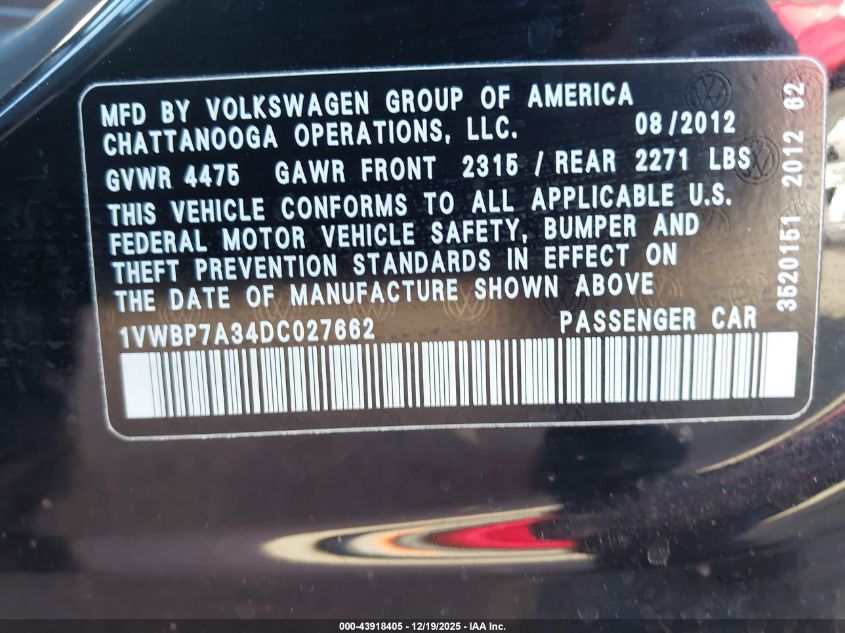 MFD BY VOLKSWAGEN GROUP OF AMERICA
CHATTANOOGA OPERATIONS, LLC. 08/2012
GVWR 4475 GAWR FRONT 2315 / REAR 2271 LBS
THIS VEHICLE CONFORMS TO ALL APPLICABLE U.S.
FEDERAL MOTOR VEHICLE SAFETY, BUMPER AND
THEFT PREVENTION STANDARDS IN EFFECT ON
THE DATE OF MANUFACTURE SHOWN ABOVE
1VWBP7A34DC027662 PASSENGER CAR
3520151 2012 62
000-43918405 - 12/19/2025 - IAA Inc.